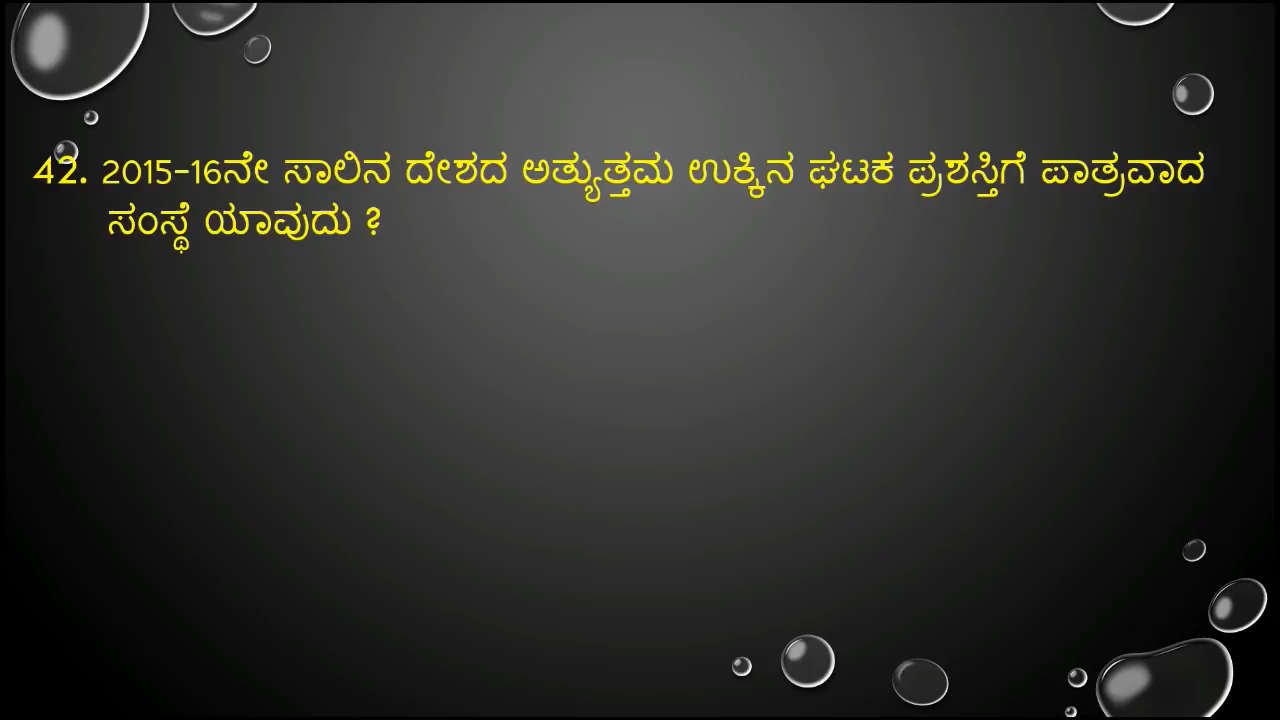 42. 2015-16ನೇ ಸಾಲಿನ ದೇಶದ ಅತ್ಯುತ್ತಮ ಉಕ್ಕಿನ ಘಟಕ ಪ್ರಶಸ್ತಿಗೆ ಪಾತ್ರವಾದ
ಸಂಸ್ಥೆ ಯಾವುದು ?